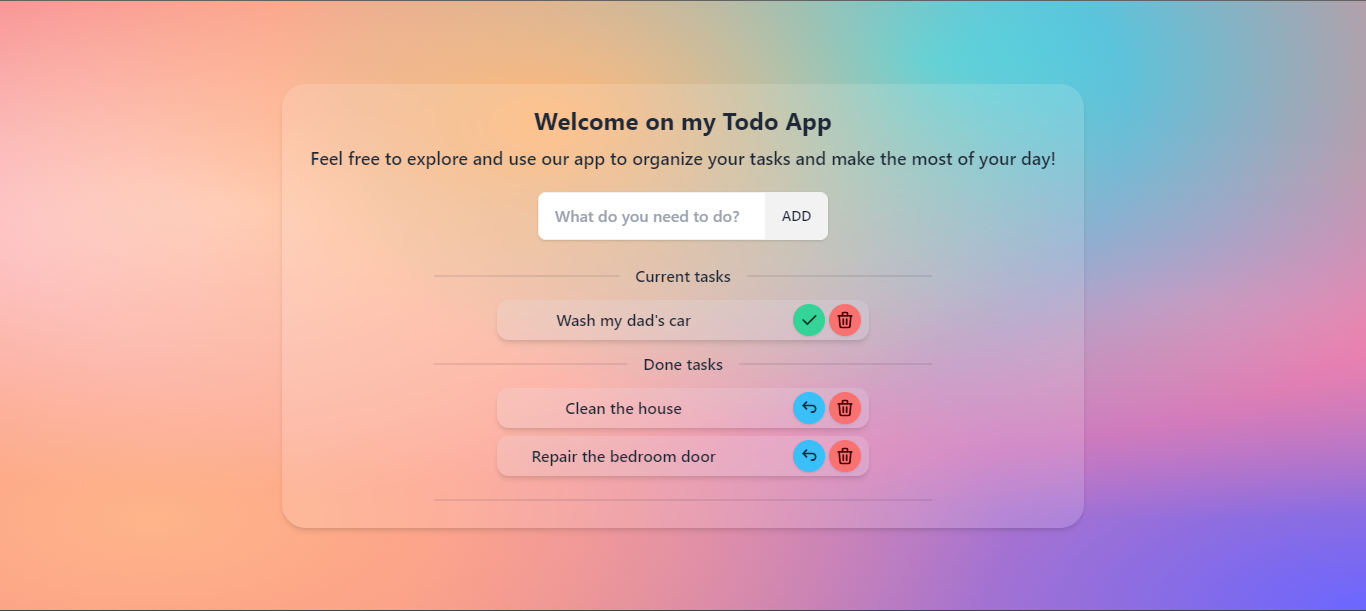 Welcome on my Todo App
Feel free to explore and use our app to organize your tasks and make the most of your day!
What do you need to do? ADD
Current tasks
Wash my dad's car
Done tasks
Clean the house
Repair the bedroom door